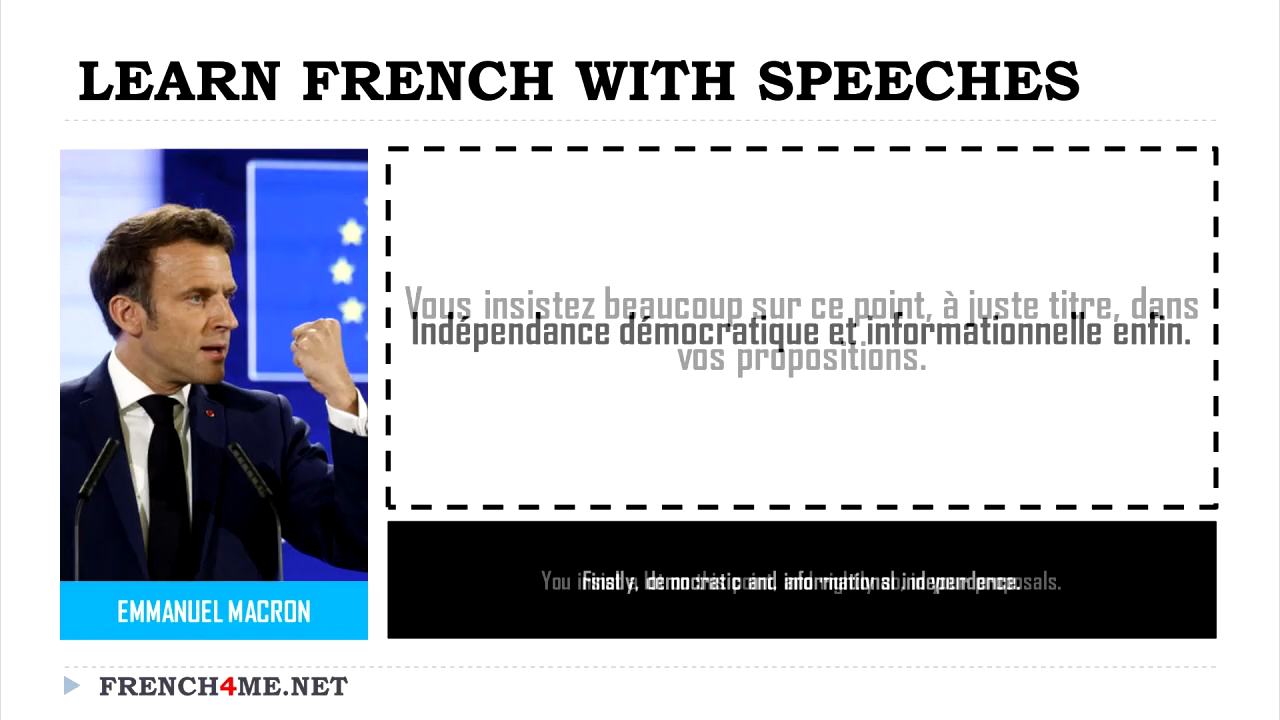 LEARN FRENCH WITH SPEECHES
Vous insistez beaucoup sur ce point, à juste titre, dans
Indépendance démocratique et informationnelle enfin.
vos propositions.
Finally, democratic and informational independence.
EMMANUEL MACRON
FRENCH4ME.NET